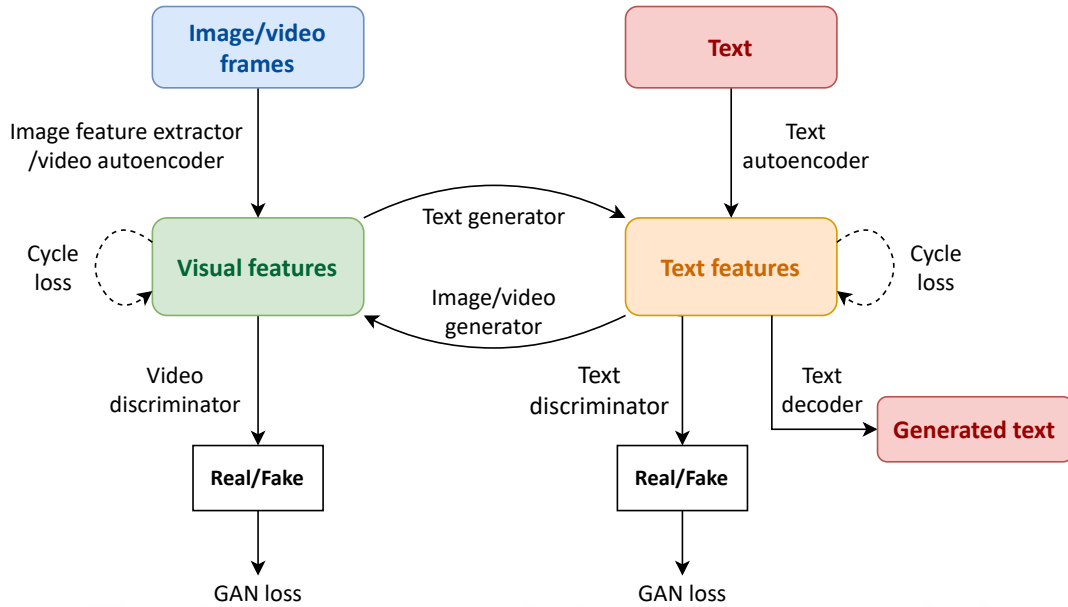 Image/video
frames
Text
Image feature extractor
/video autoencoder
Text
autoencoder
Text generator
Cycle
loss
Visual features
Text features
Cycle
loss
Image/video
generator
Video
discriminator
Text
discriminator
Text
decoder
Generated text
Real/Fake
Real/Fake
GAN loss
GAN loss